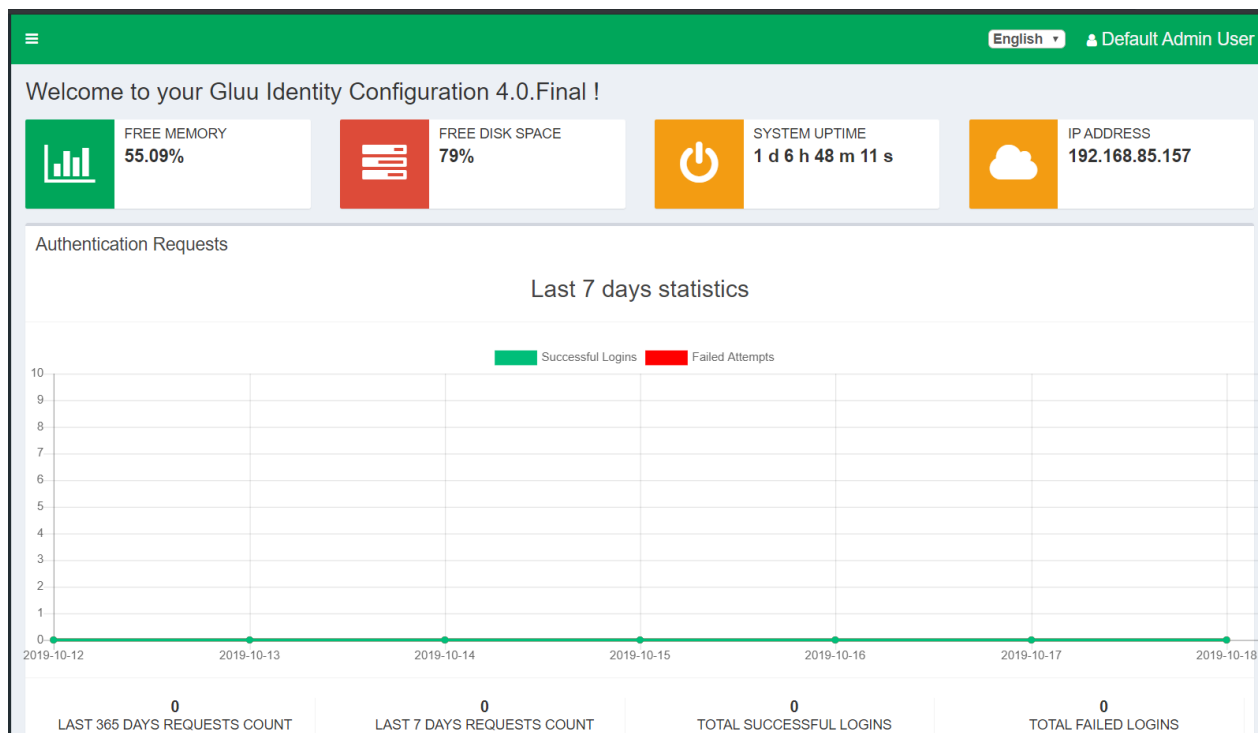 English Default Admin User
Welcome to your Gluu Identity Configuration 4.0.Final !
FREE MEMORY
55.09%
FREE DISK SPACE
79%
SYSTEM UPTIME
1 d 6 h 48 m 11 s
IP ADDRESS
192.168.85.157
Authentication Requests
Last 7 days statistics
Successful Logins Failed Attempts
10
9
8
7
6
5
4
3
2
1
0
2019-10-12 2019-10-13 2019-10-14 2019-10-15 2019-10-16 2019-10-17 2019-10-18
0
LAST 365 DAYS REQUESTS COUNT
0
LAST 7 DAYS REQUESTS COUNT
0
TOTAL SUCCESSFUL LOGINS
0
TOTAL FAILED LOGINS